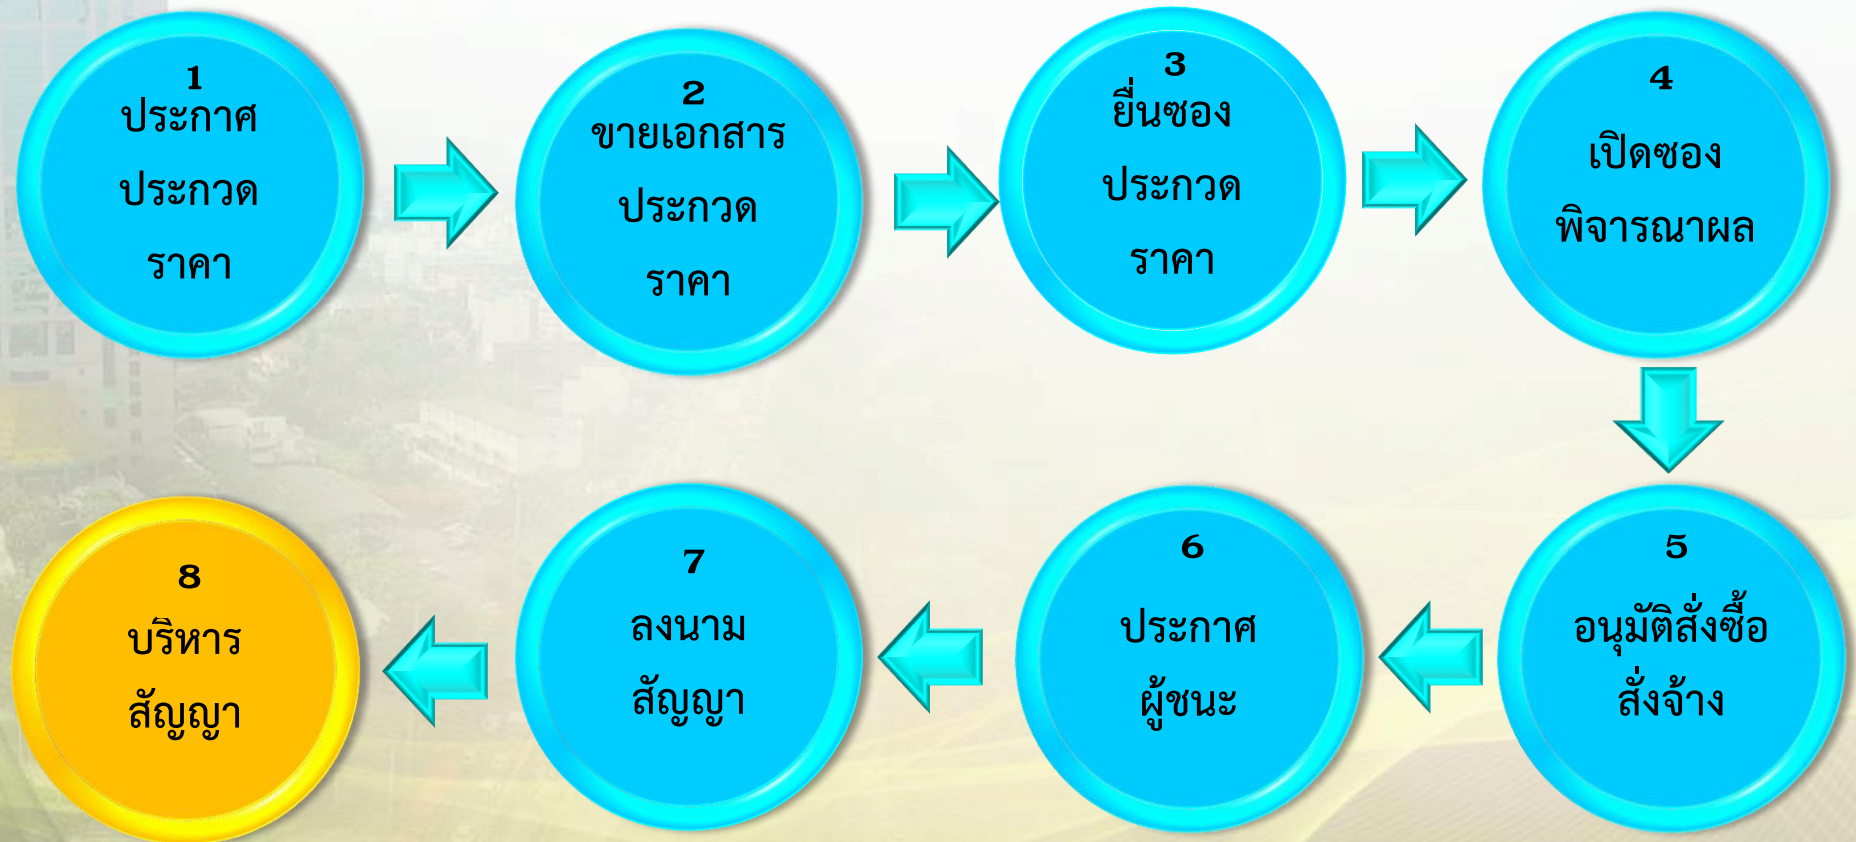 1
ประกาศ
ประกวด
ราคา
2
ขายเอกสาร
ประกวด
ราคา
3
ยื่นซอง
ประกวด
ราคา
4
เปิดซอง
พิจารณาผล
5
อนุมัติสั่งซื้อ
สั่งจ้าง
6
ประกาศ
ผู้ชนะ
7
ลงนาม
สัญญา
8
บริหาร
สัญญา